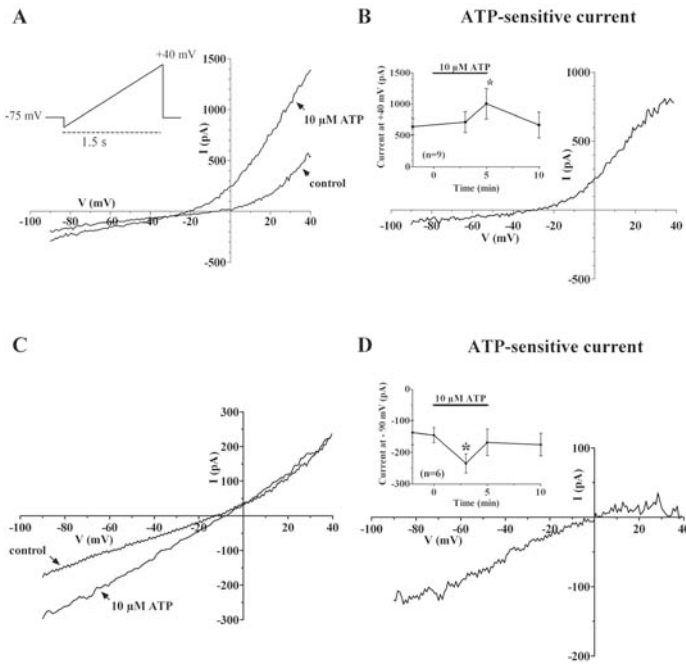 A
+40 mV
-75 mV
1.5 s
1500
1000
500
-500
I (pA)
10 µM ATP
control
V (mV)
-100 -80 -60 -40 -20 0 20 40
B ATP-sensitive current
10 µM ATP
*
Current at +40 mV (pA)
1500
1000
500
0
(n=9)
0 5 10
Time (min)
1000
500
-500
I (pA)
-100 -80 -60 -40 -20 0 20 40
V (mV)
C
300
200
100
-100
-200
-300
I (pA)
-100 -80 -60 -40 -20 0 20 40
V (mV)
control
10 µM ATP
D ATP-sensitive current
10 µM ATP
*
Current at - 90 mV (pA)
0
-100
-200
-300
(n=6)
0 5 10
Time (min)
100
-100
-200
I (pA)
-100 -80 -60 -40 -20 0 20 40
V (mV)